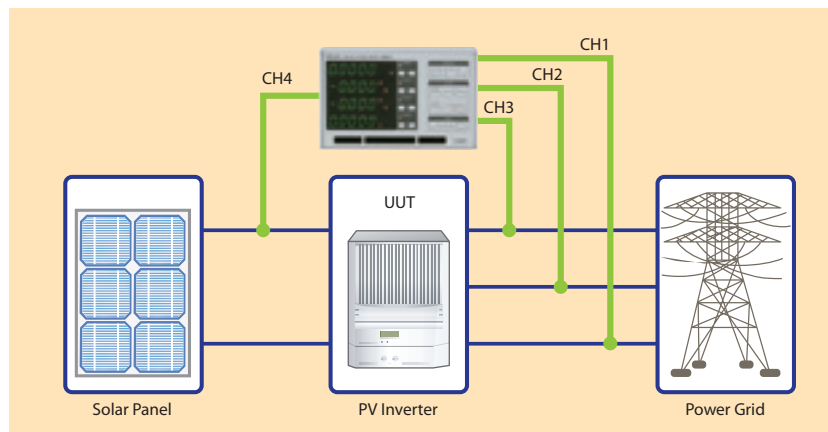 CH1
CH4
CH2
CH3
UUT
Solar Panel
PV Inverter
Power Grid